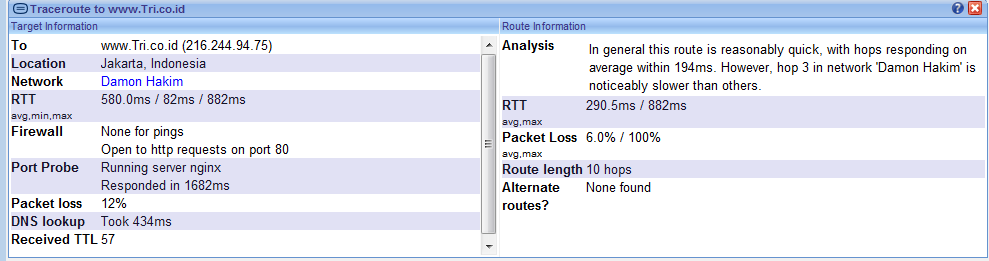 Traceroute to www.Tri.co.id
Target Information
To www.Tri.co.id (216.244.94.75)
Location Jakarta, Indonesia
Network Damon Hakim
RTT 580.0ms / 82ms / 882ms
avg,min,max
Firewall None for pings
Open to http requests on port 80
Port Probe Running server nginx
Responded in 1682ms
Packet loss 12%
DNS lookup Took 434ms
Received TTL 57
Route Information
Analysis In general this route is reasonably quick, with hops responding on
average within 194ms. However, hop 3 in network 'Damon Hakim' is
noticeably slower than others.
RTT 290.5ms / 882ms
avg,max
Packet Loss 6.0% / 100%
avg,max
Route length 10 hops
Alternate None found
routes?